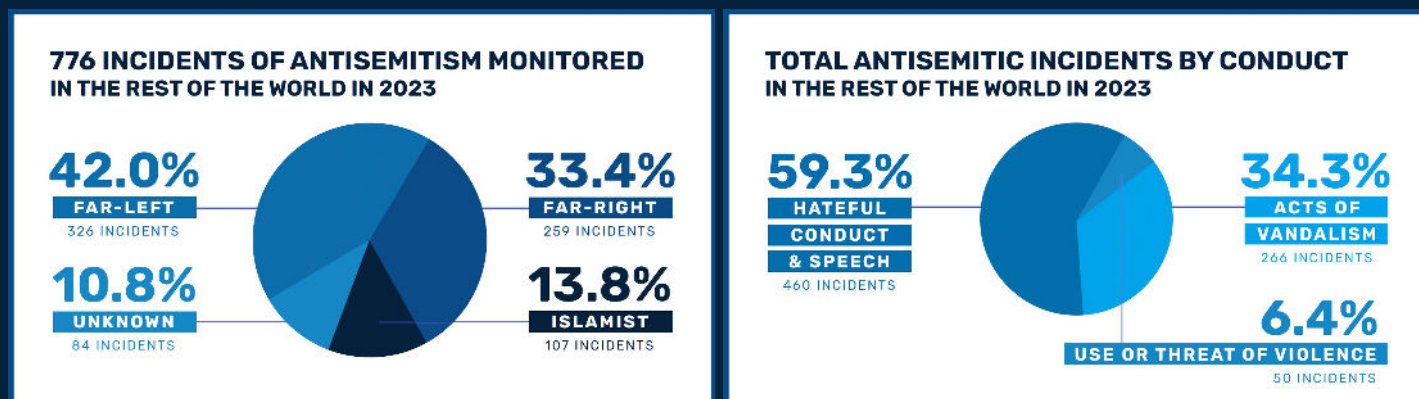 776 INCIDENTS OF ANTISEMITISM MONITORED
IN THE REST OF THE WORLD IN 2023
42.0%
FAR-LEFT
326 INCIDENTS
33.4%
FAR-RIGHT
259 INCIDENTS
10.8%
UNKNOWN
84 INCIDENTS
13.8%
ISLAMIST
107 INCIDENTS
TOTAL ANTISEMITIC INCIDENTS BY CONDUCT
IN THE REST OF THE WORLD IN 2023
59.3%
HATEFUL
CONDUCT
& SPEECH
460 INCIDENTS
34.3%
ACTS OF
VANDALISM
266 INCIDENTS
6.4%
USE OR THREAT OF VIOLENCE
50 INCIDENTS